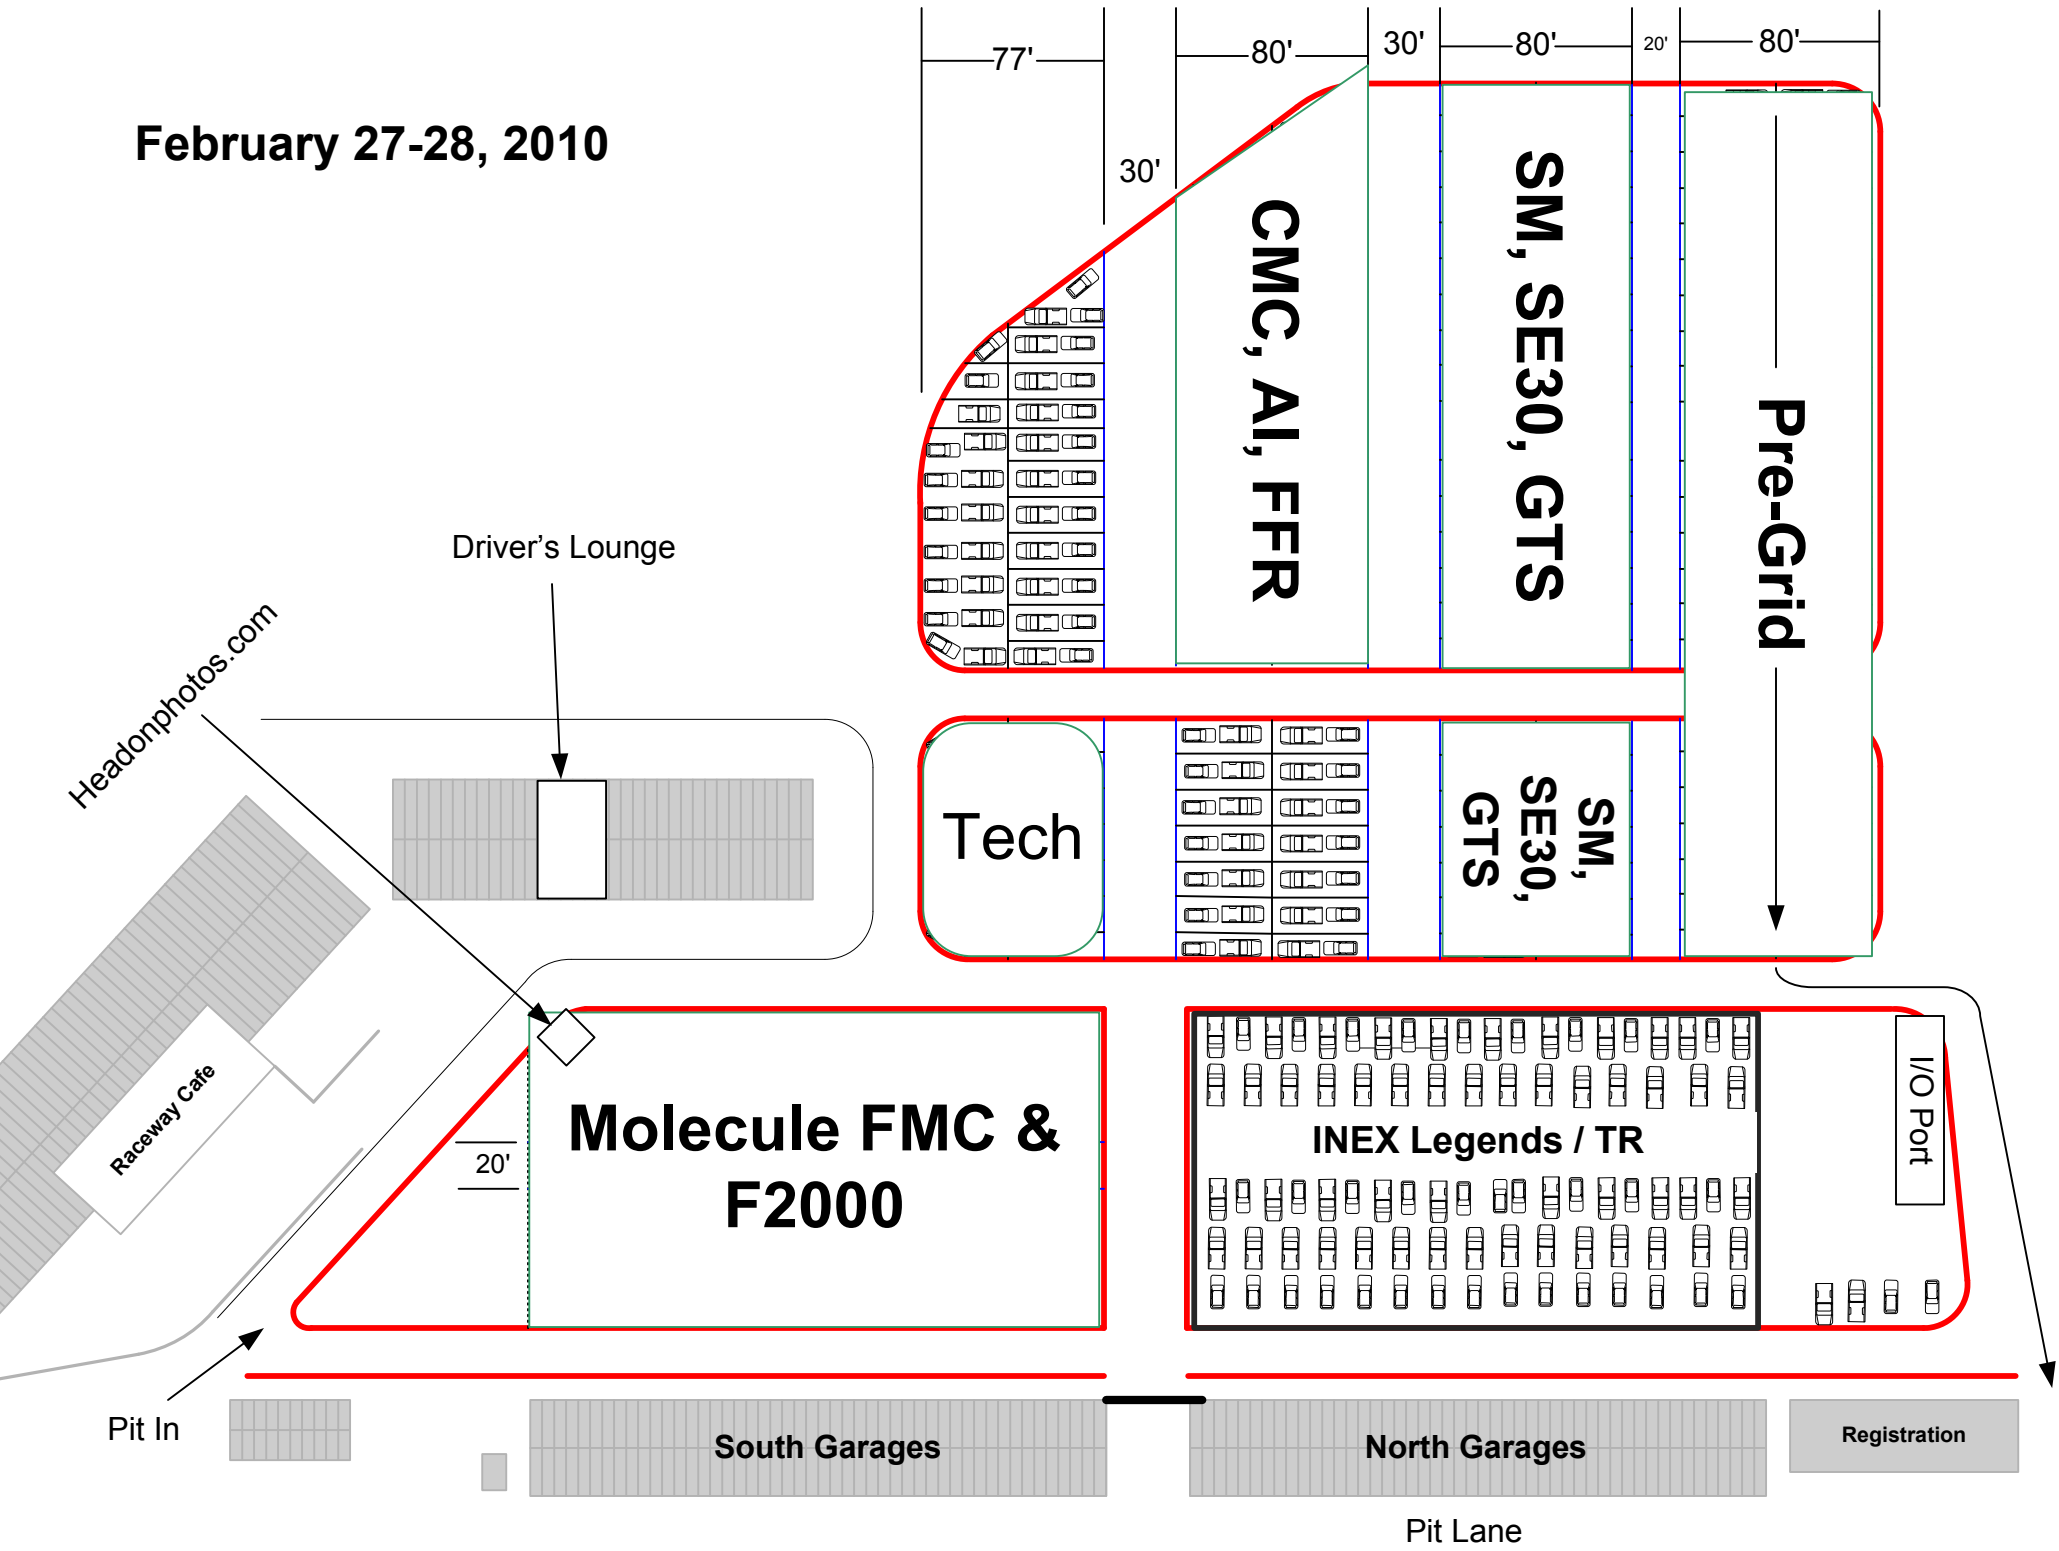 77'
80'
30'
80'
20'
80'
February 27-28, 2010
30'
CMC, AI, FFR
SM, SE30, GTS
Pre-Grid
Driver’s Lounge
Headonphotos.com
Tech
SM,
SE30,
GTS
Raceway Cafe
20'
Molecule FMC &
F2000
INEX Legends / TR
I/O Port
Pit In
South Garages
North Garages
Registration
Pit Lane